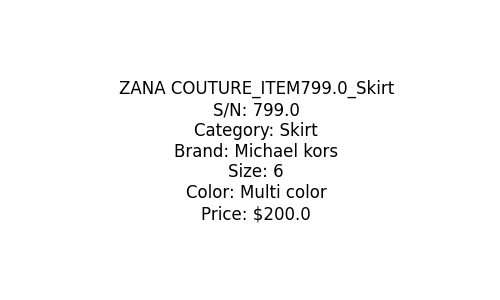 ZANA COUTURE_ITEM799.0_Skirt
S/N: 799.0
Category: Skirt
Brand: Michael kors
Size: 6
Color: Multi color
Price: $200.0